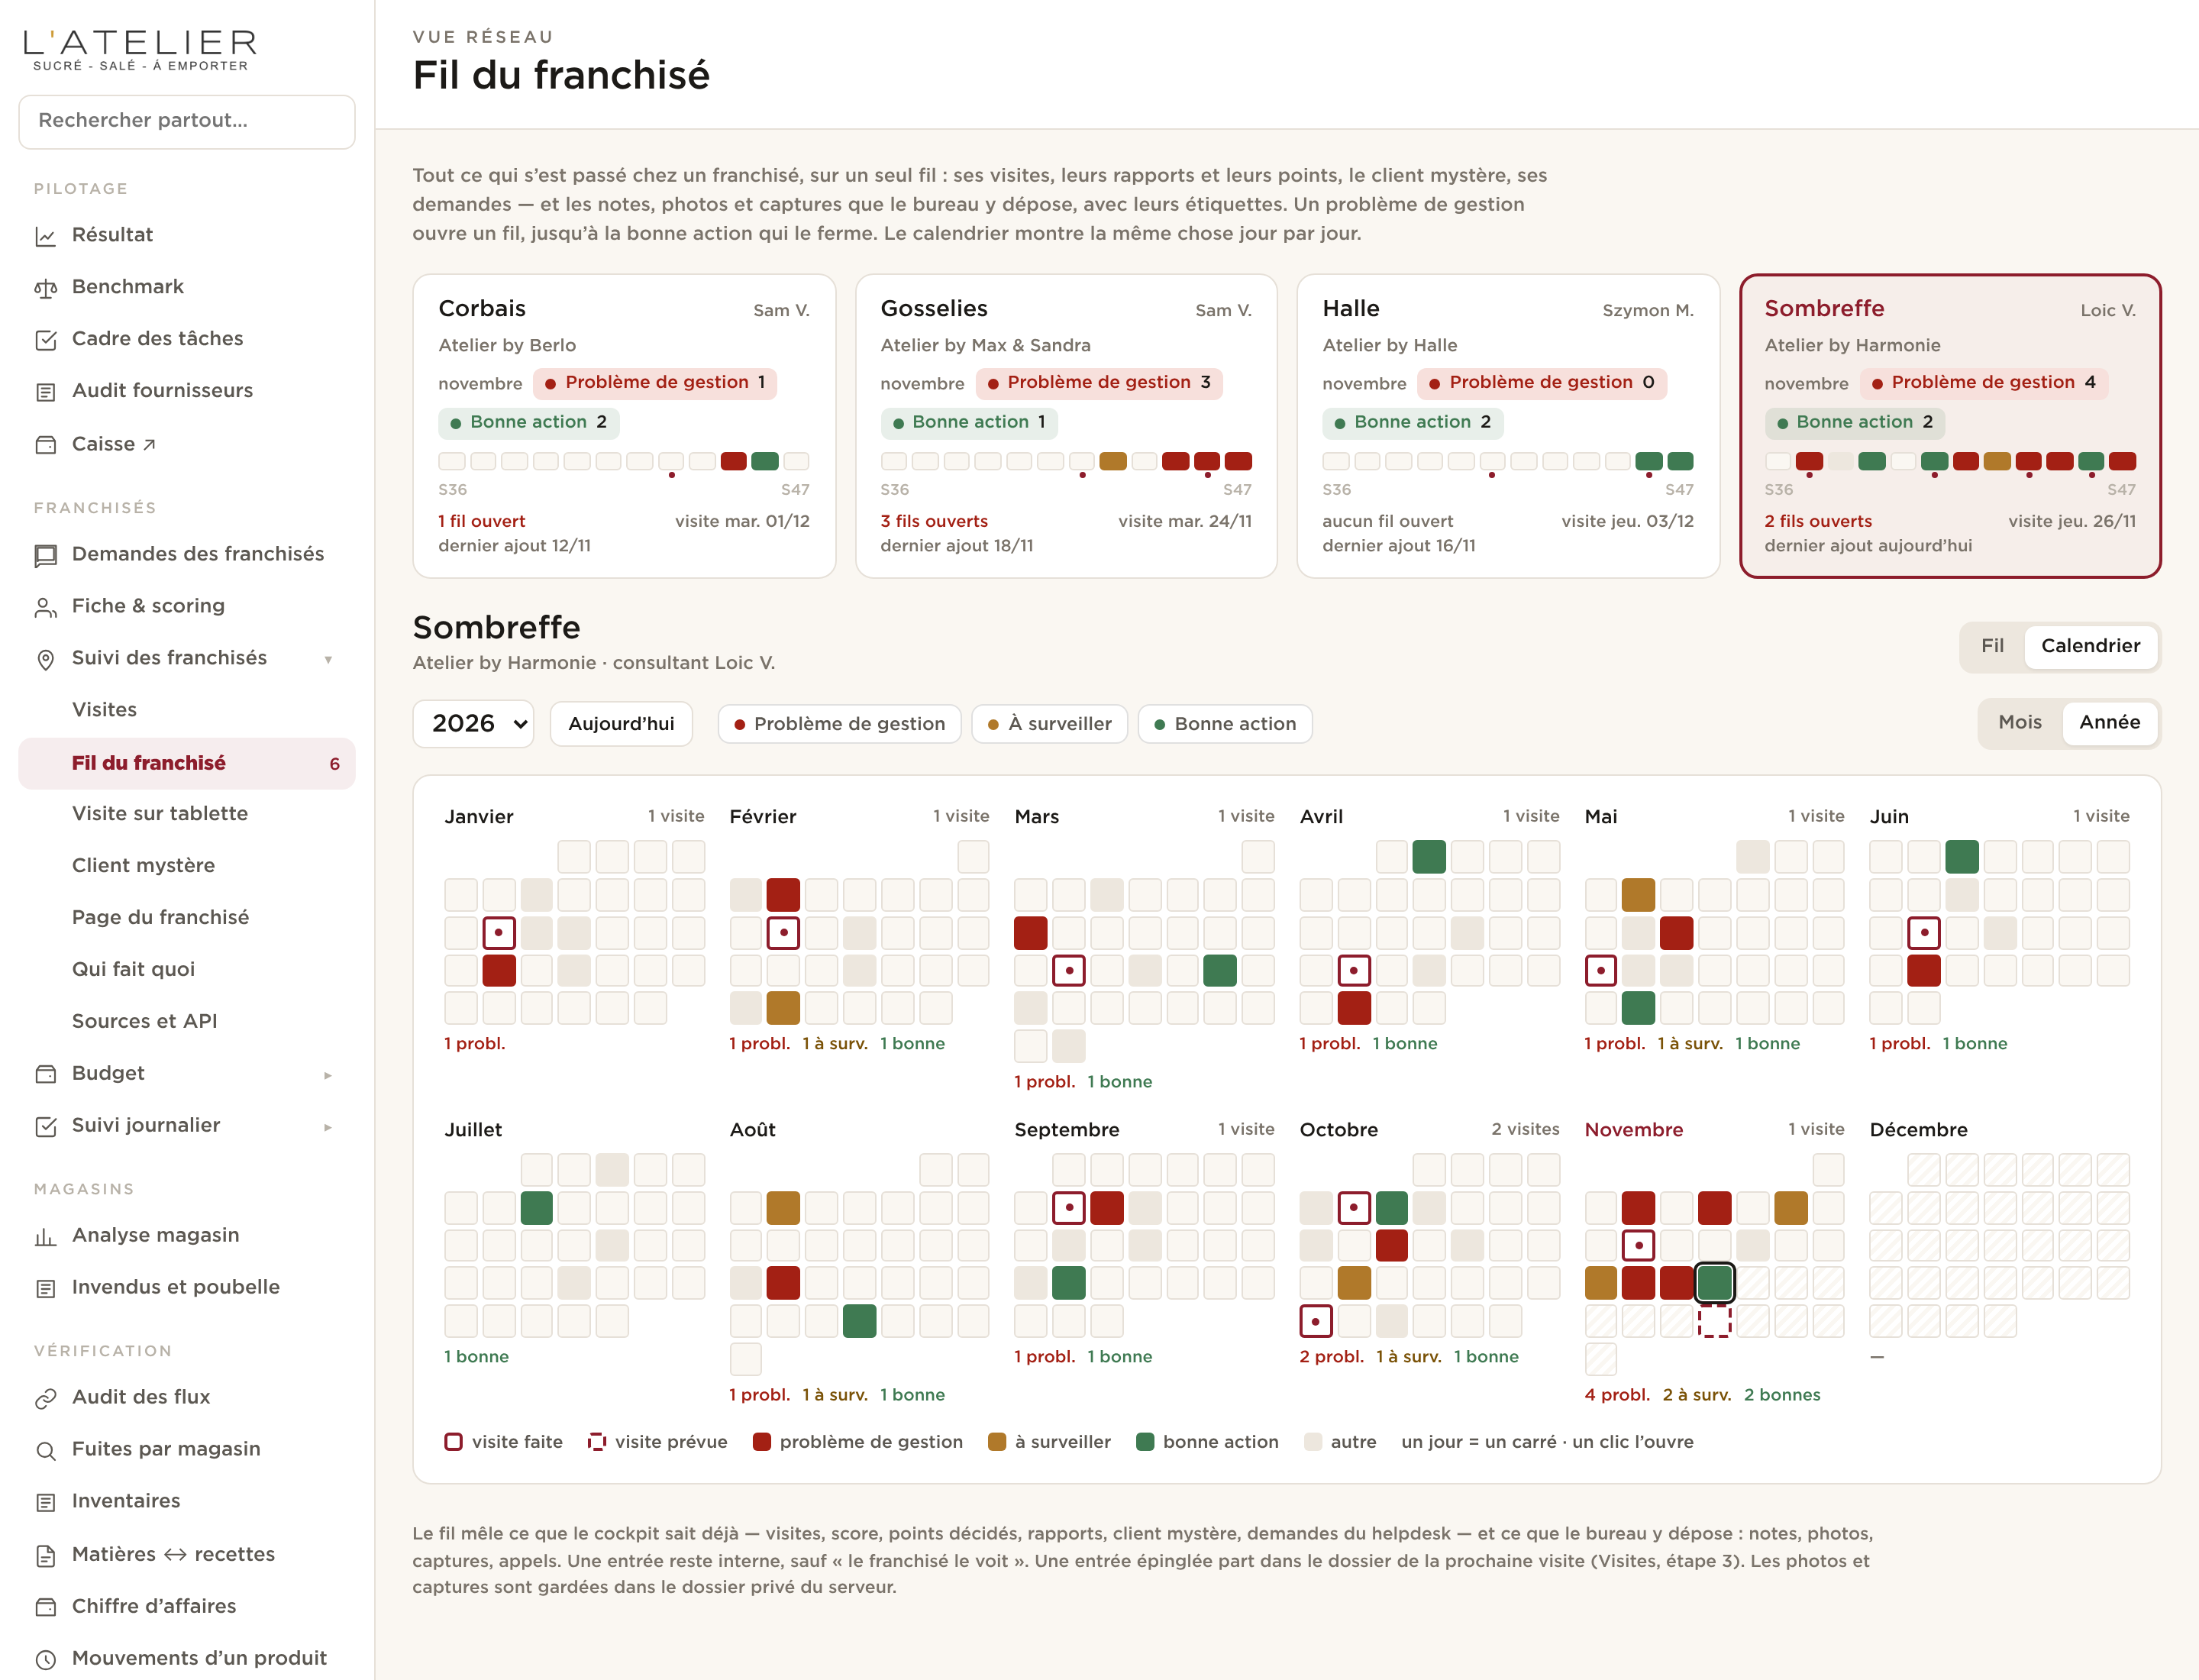 L'ATELIER
SUCRÉ - SALÉ - À EMPORTER
Rechercher partout...
PILOTAGE
Résultat
Benchmark
Cadre des tâches
Audit fournisseurs
Caisse ↗
FRANCHISÉS
Demandes des franchisés
Fiche & scoring
Suivi des franchisés ▾
Visites
Fil du franchisé 6
Visite sur tablette
Client mystère
Page du franchisé
Qui fait quoi
Sources et API
Budget ▸
Suivi journalier ▸
MAGASINS
Analyse magasin
Invendus et poubelle
VÉRIFICATION
Audit des flux
Fuites par magasin
Inventaires
Matières ↔ recettes
Chiffre d'affaires
Mouvements d'un produit
VUE RÉSEAU
Fil du franchisé
Tout ce qui s'est passé chez un franchisé, sur un seul fil : ses visites, leurs rapports et leurs points, le client mystère, ses
demandes — et les notes, photos et captures que le bureau y dépose, avec leurs étiquettes. Un problème de gestion
ouvre un fil, jusqu'à la bonne action qui le ferme. Le calendrier montre la même chose jour par jour.
Corbais Sam V.
Atelier by Berlo
novembre Problème de gestion 1
Bonne action 2
S36 S47
1 fil ouvert visite mar. 01/12
dernier ajout 12/11
Gosselies Sam V.
Atelier by Max & Sandra
novembre Problème de gestion 3
Bonne action 1
S36 S47
3 fils ouverts visite mar. 24/11
dernier ajout 18/11
Halle Szymon M.
Atelier by Halle
novembre Problème de gestion 0
Bonne action 2
S36 S47
aucun fil ouvert visite jeu. 03/12
dernier ajout 16/11
Sombreffe Loic V.
Atelier by Harmonie
novembre Problème de gestion 4
Bonne action 2
S36 S47
2 fils ouverts visite jeu. 26/11
dernier ajout aujourd'hui
Sombreffe
Atelier by Harmonie · consultant Loic V.
Fil Calendrier
2026 Aujourd'hui Problème de gestion À surveiller Bonne action
Mois Année
Janvier 1 visite
1 probl.
Février 1 visite
1 probl. 1 à surv. 1 bonne
Mars 1 visite
1 probl. 1 bonne
Avril 1 visite
1 probl. 1 bonne
Mai 1 visite
1 probl. 1 à surv. 1 bonne
Juin 1 visite
1 probl. 1 bonne
Juillet
1 bonne
Août
1 probl. 1 à surv. 1 bonne
Septembre 1 visite
1 probl. 1 bonne
Octobre 2 visites
2 probl. 1 à surv. 1 bonne
Novembre 1 visite
4 probl. 2 à surv. 2 bonnes
Décembre
—
visite faite visite prévue problème de gestion à surveiller bonne action autre un jour = un carré · un clic l'ouvre
Le fil mêle ce que le cockpit sait déjà — visites, score, points décidés, rapports, client mystère, demandes du helpdesk — et ce que le bureau y dépose : notes, photos,
captures, appels. Une entrée reste interne, sauf « le franchisé le voit ». Une entrée épinglée part dans le dossier de la prochaine visite (Visites, étape 3). Les photos et
captures sont gardées dans le dossier privé du serveur.